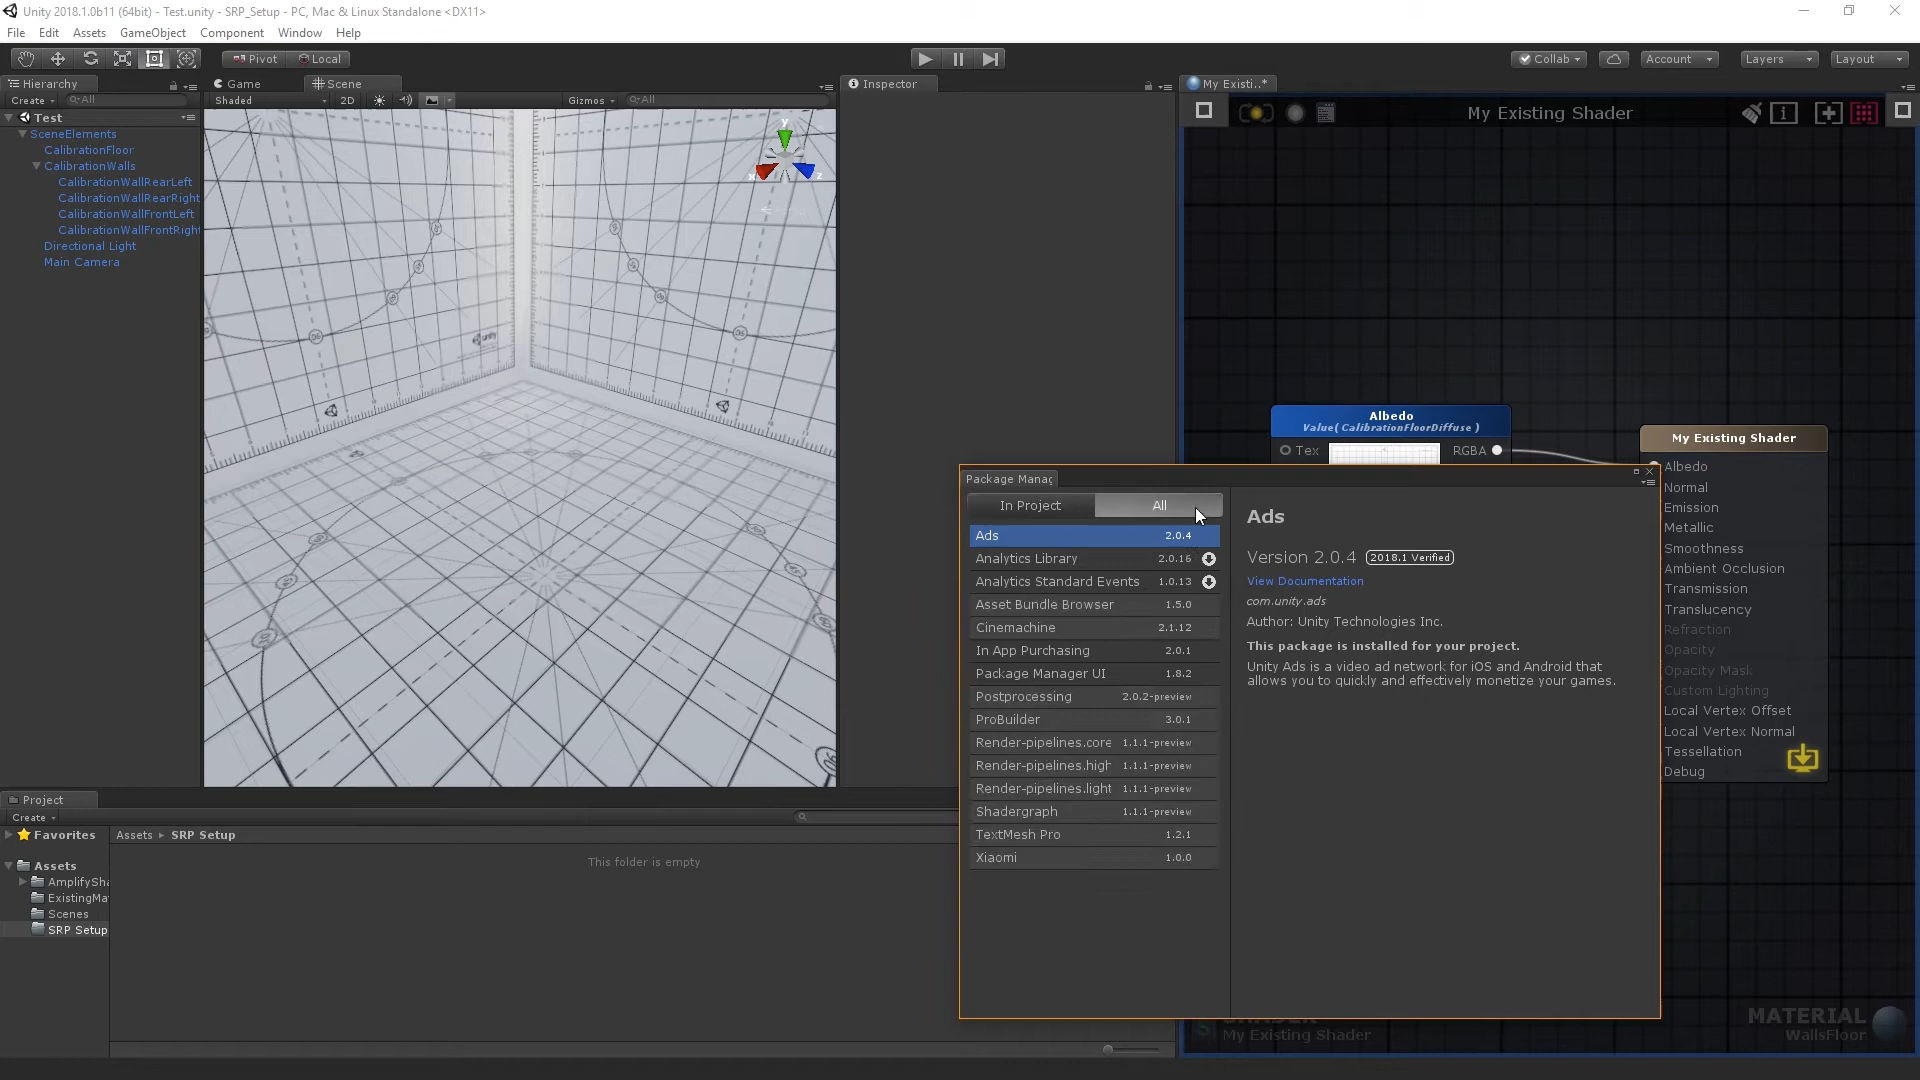 Unity 2018.1.0b11 (64bit) - Test.unity - SRP_Setup - PC, Mac & Linux Standalone <DX11>
File Edit Assets GameObject Component Window Help
Pivot Local
Collab Account Layers Layout
Hierarchy
Create All
Test
SceneElements
CalibrationFloor
CalibrationWalls
CalibrationWallRearLeft
CalibrationWallRearRight
CalibrationWallFrontLeft
CalibrationWallFrontRight
Directional Light
Main Camera
Game Scene
Shaded 2D Gizmos All
y
x z
unity
Inspector
My Existi..*
My Existing Shader
Albedo
Value( CalibrationFloorDiffuse )
Tex RGBA
My Existing Shader
Albedo
Normal
Emission
Metallic
Smoothness
Ambient Occlusion
Transmission
Translucency
Refraction
Opacity
Opacity Mask
Custom Lighting
Local Vertex Offset
Local Vertex Normal
Tessellation
Debug
Package Manag
In Project All
Ads 2.0.4
Analytics Library 2.0.16
Analytics Standard Events 1.0.13
Asset Bundle Browser 1.5.0
Cinemachine 2.1.12
In App Purchasing 2.0.1
Package Manager UI 1.8.2
Postprocessing 2.0.2-preview
ProBuilder 3.0.1
Render-pipelines.core 1.1.1-preview
Render-pipelines.high 1.1.1-preview
Render-pipelines.light 1.1.1-preview
Shadergraph 1.1.1-preview
TextMesh Pro 1.2.1
Xiaomi 1.0.0
Ads
Version 2.0.4 2018.1 Verified
View Documentation
com.unity.ads
Author: Unity Technologies Inc.
This package is installed for your project.
Unity Ads is a video ad network for iOS and Android that
allows you to quickly and effectively monetize your games.
Project
Create
Favorites
Assets
AmplifySha
ExistingMa
Scenes
SRP Setup
Assets SRP Setup
This folder is empty
SHADER
My Existing Shader
MATERIAL
WallsFloor